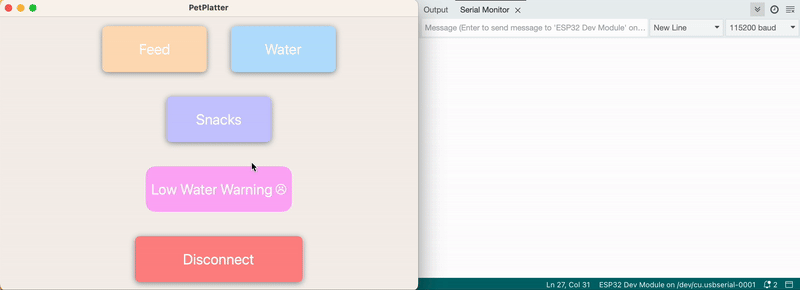 PetPlatter
Feed
Water
Snacks
Low Water Warning ☹
Disconnect
Output
Serial Monitor
Message (Enter to send message to 'ESP32 Dev Module' on...
New Line
115200 baud
Ln 27, Col 31
ESP32 Dev Module on /dev/cu.usbserial-0001
2